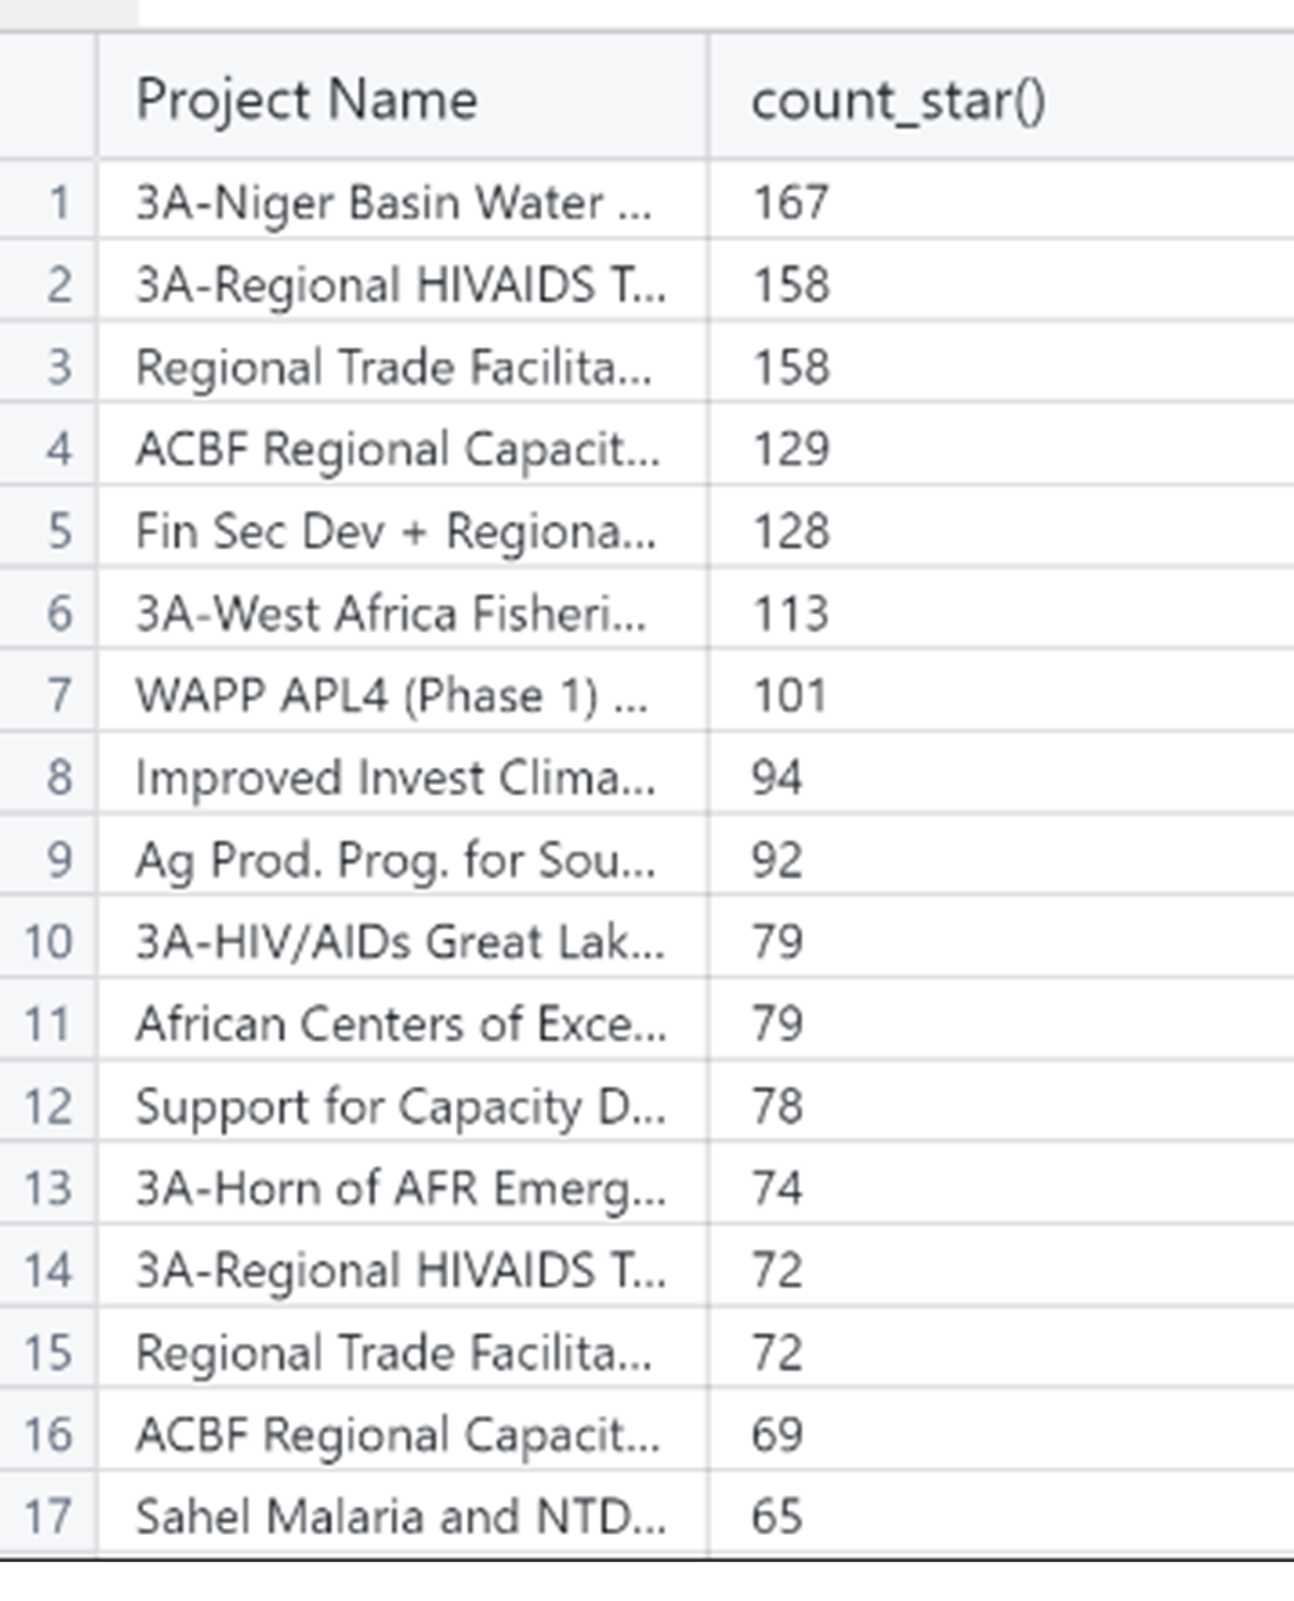 Project Name count_star()
1 3A-Niger Basin Water ... 167
2 3A-Regional HIVAIDS T... 158
3 Regional Trade Facilita... 158
4 ACBF Regional Capacit... 129
5 Fin Sec Dev + Regiona... 128
6 3A-West Africa Fisheri... 113
7 WAPP APL4 (Phase 1) ... 101
8 Improved Invest Clima... 94
9 Ag Prod. Prog. for Sou... 92
10 3A-HIV/AIDs Great Lak... 79
11 African Centers of Exce... 79
12 Support for Capacity D... 78
13 3A-Horn of AFR Emerg... 74
14 3A-Regional HIVAIDS T... 72
15 Regional Trade Facilita... 72
16 ACBF Regional Capacit... 69
17 Sahel Malaria and NTD... 65